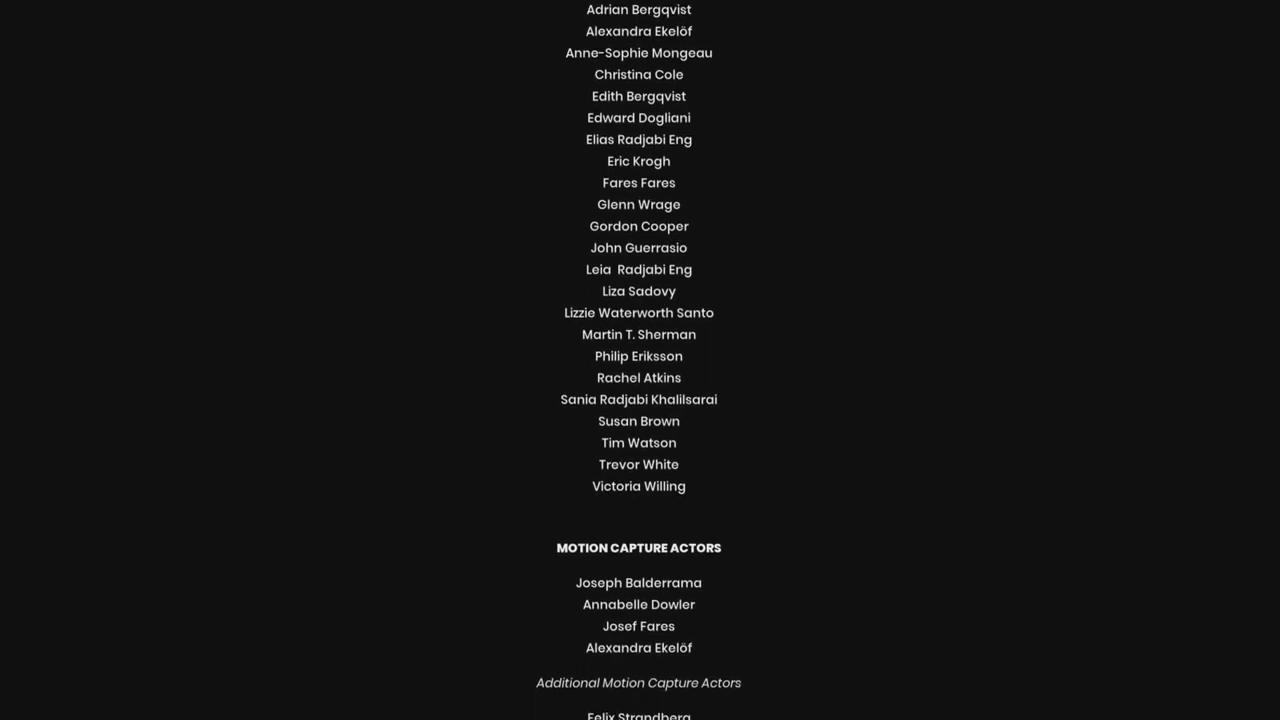 Adrian Bergqvist
Alexandra Ekelöf
Anne-Sophie Mongeau
Christina Cole
Edith Bergqvist
Edward Dogliani
Elias Radjabi Eng
Eric Krogh
Fares Fares
Glenn Wrage
Gordon Cooper
John Guerrasio
Leia  Radjabi Eng
Liza Sadovy
Lizzie Waterworth Santo
Martin T. Sherman
Philip Eriksson
Rachel Atkins
Sania Radjabi Khalilsarai
Susan Brown
Tim Watson
Trevor White
Victoria Willing
MOTION CAPTURE ACTORS
Joseph Balderrama
Annabelle Dowler
Josef Fares
Alexandra Ekelöf
Additional Motion Capture Actors
Felix Strandberg